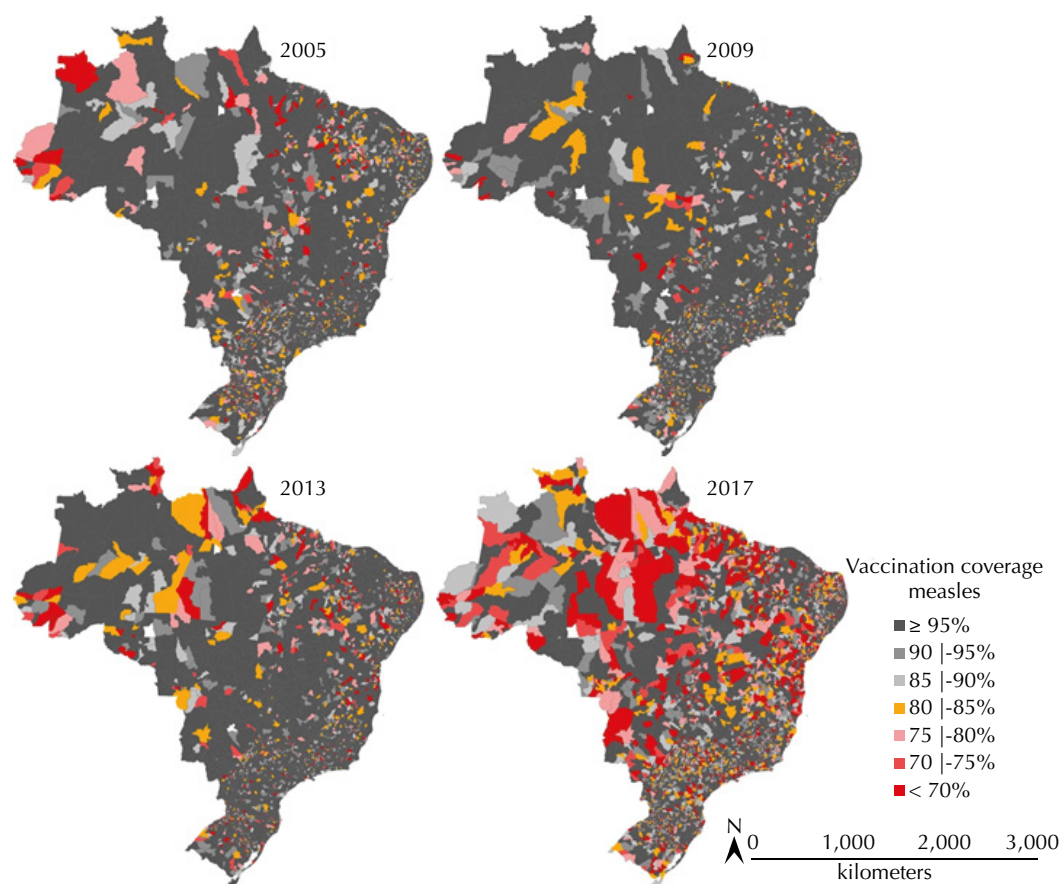 2005
2009
2013
2017
Vaccination coverage
measles
≥ 95%
90 |-95%
85 |-90%
80 |-85%
75 |-80%
70 |-75%
< 70%
N
0 1,000 2,000 3,000
kilometers